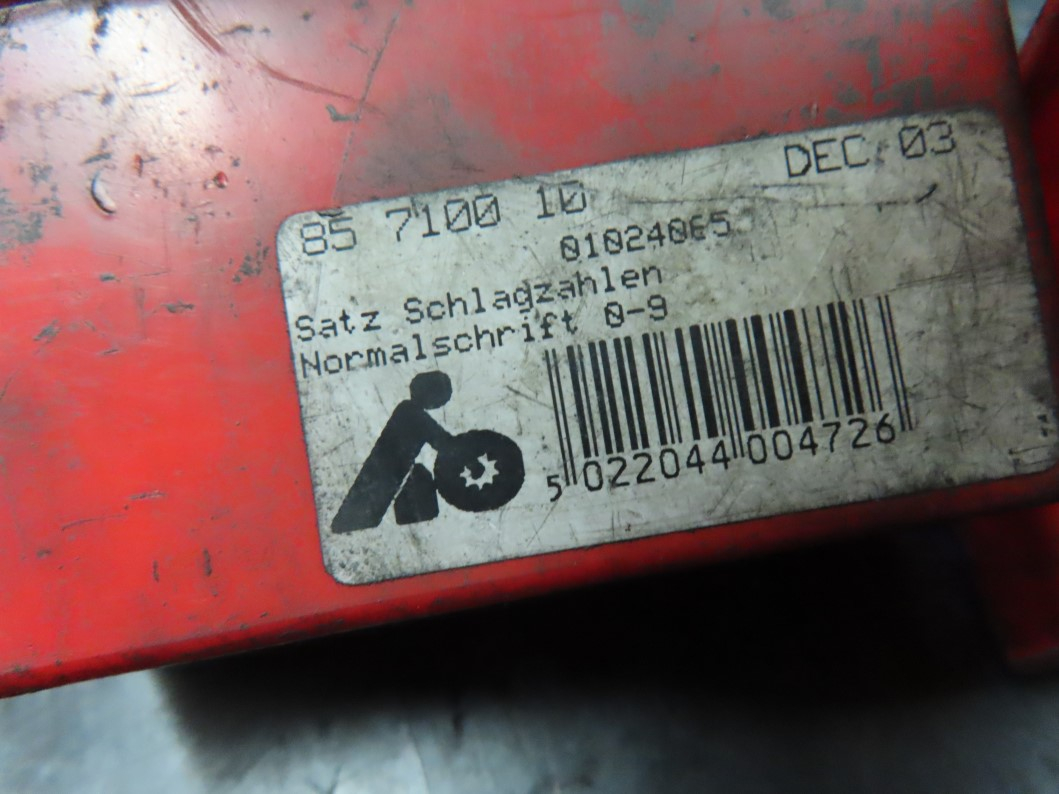 85 7100 10 DEC 03
01024065
Satz Schlagzahlen
Normalschrift 0-9
5 022044 004726